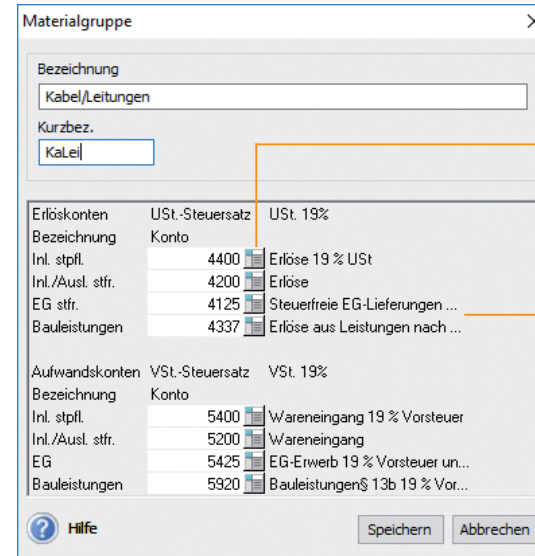 Materialgruppe
Bezeichnung
Kabel/Leitungen
Kurzbez.
KaLei
Erlöskonten USt.-Steuersatz USt. 19%
Bezeichnung Konto
Inl. stpfl. 4400 Erlöse 19 % USt
Inl./Ausl. stfr. 4200 Erlöse
EG stfr. 4125 Steuerfreie EG-Lieferungen ...
Bauleistungen 4337 Erlöse aus Leistungen nach ...
Aufwandskonten VSt.-Steuersatz VSt. 19%
Bezeichnung Konto
Inl. stpfl. 5400 Wareneingang 19 % Vorsteuer
Inl./Ausl. stfr. 5200 Wareneingang
EG 5425 EG-Erwerb 19 % Vorsteuer un...
Bauleistungen 5920 Bauleistungen§ 13b 19 % Vor...
Hilfe Speichern Abbrechen